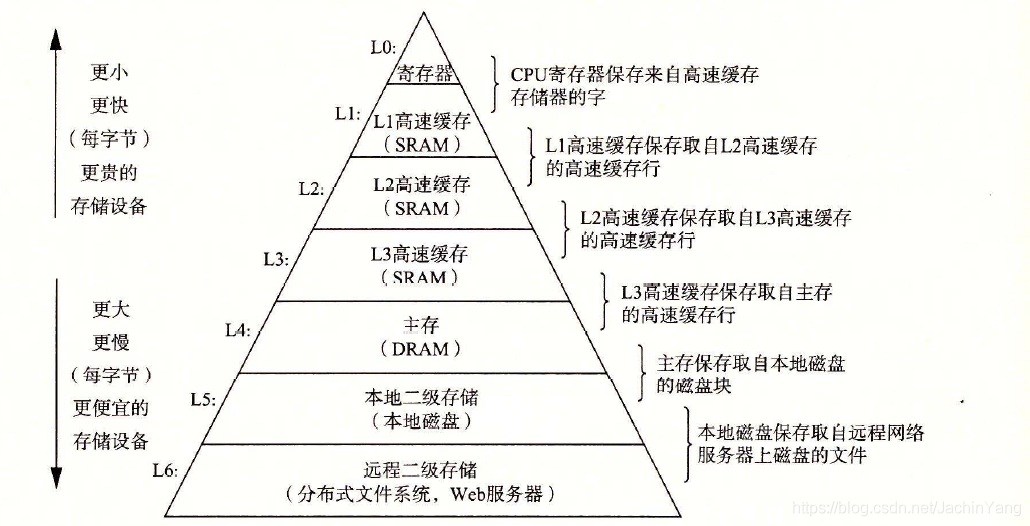 更小
更快
（每字节）
更贵的
存储设备
更大
更慢
（每字节）
更便宜的
存储设备
L0:
寄存器
CPU寄存器保存来自高速缓存
存储器的字
L1:
L1高速缓存
（SRAM）
L1高速缓存保存取自L2高速缓存
的高速缓存行
L2:
L2高速缓存
（SRAM）
L2高速缓存保存取自L3高速缓存
的高速缓存行
L3:
L3高速缓存
（SRAM）
L3高速缓存保存取自主存
的高速缓存行
L4:
主存
（DRAM）
主存保存取自本地磁盘
的磁盘块
L5:
本地二级存储
（本地磁盘）
本地磁盘保存取自远程网络
服务器上磁盘的文件
L6:
远程二级存储
（分布式文件系统，Web服务器）
https://blog.csdn.net/JachinYang